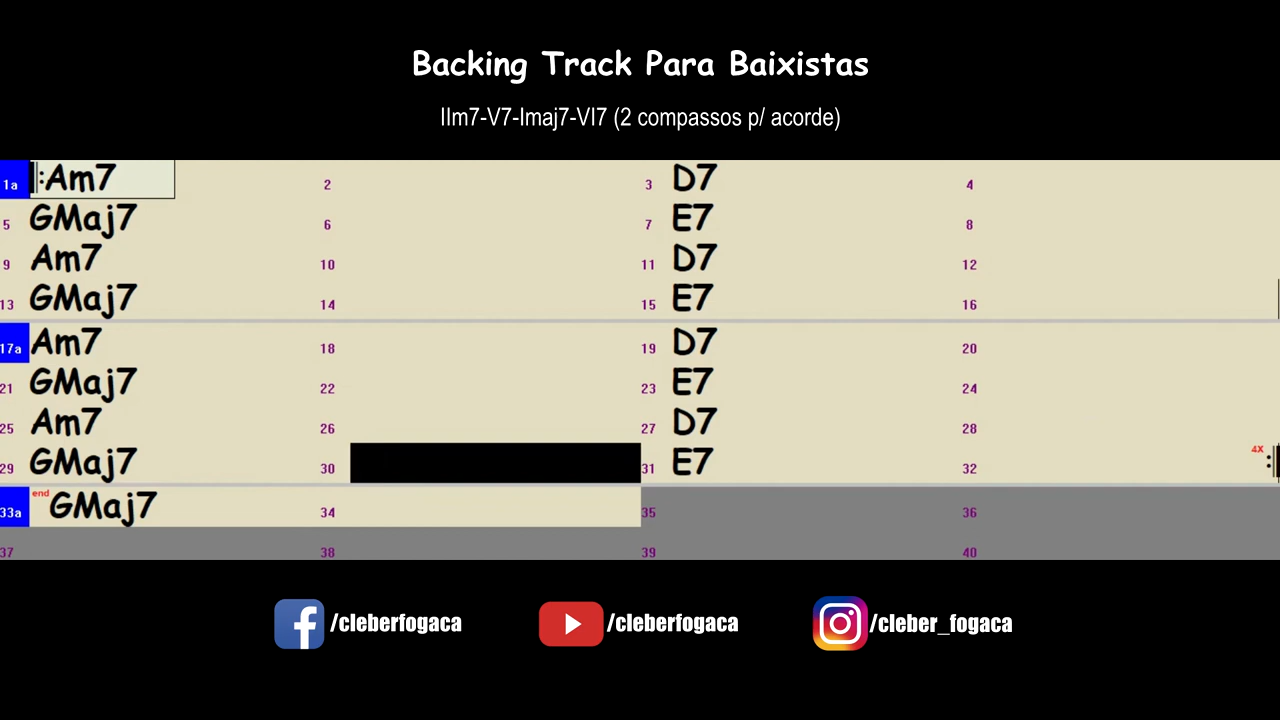 Backing Track Para Baixistas
IIm7-V7-Imaj7-VI7 (2 compassos p/ acorde)
1a Am7 2 3 D7 4
5 GMaj7 6 7 E7 8
9 Am7 10 11 D7 12
13 GMaj7 14 15 E7 16
17a Am7 18 19 D7 20
21 GMaj7 22 23 E7 24
25 Am7 26 27 D7 28
29 GMaj7 30 31 E7 32 4X
33a end GMaj7 34 35 36
37 38 39 40
/cleberfogaca /cleberfogaca /cleber_fogaca